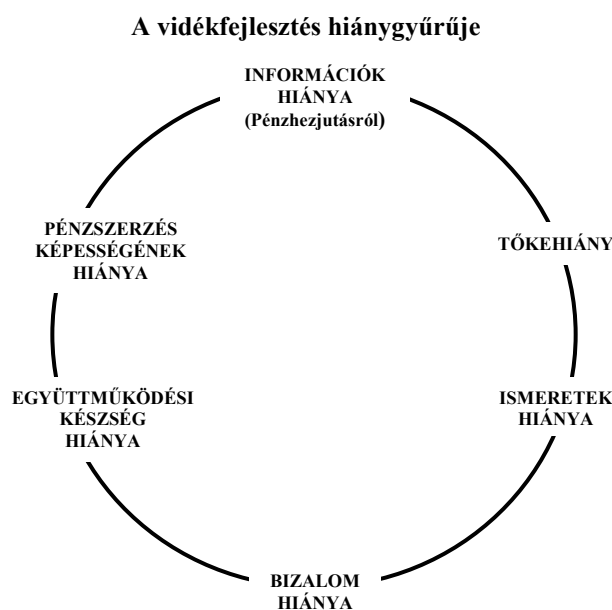 A vidékfejlesztés hiánygyűrűje
INFORMÁCIÓK
HIÁNYA
(Pénzhezjutásról)
TŐKEHIÁNY
ISMERETEK
HIÁNYA
BIZALOM
HIÁNYA
EGYÜTTMŰKÖDÉSI
KÉSZSÉG
HIÁNYA
PÉNZSZERZÉS
KÉPESSÉGÉNEK
HIÁNYA